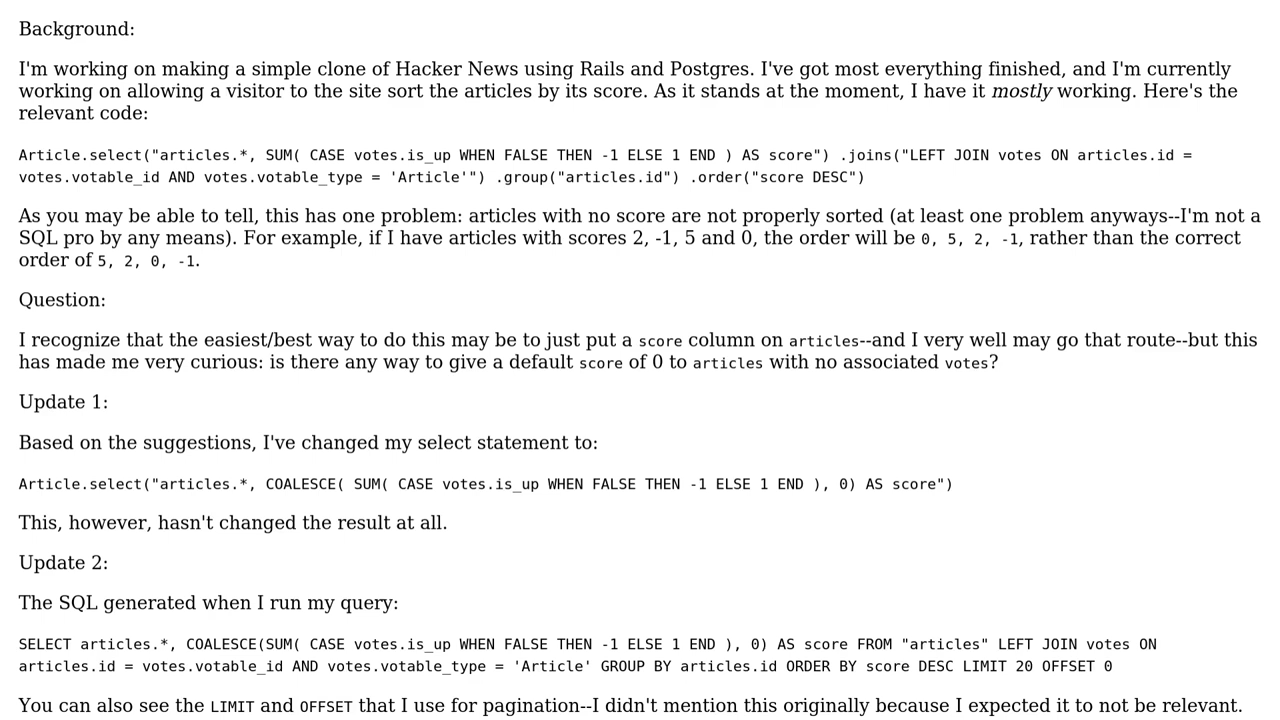 Background:
I'm working on making a simple clone of Hacker News using Rails and Postgres. I've got most everything finished, and I'm currently
working on allowing a visitor to the site sort the articles by its score. As it stands at the moment, I have it mostly working. Here's the
relevant code:
Article.select("articles.*, SUM( CASE votes.is_up WHEN FALSE THEN -1 ELSE 1 END ) AS score") .joins("LEFT JOIN votes ON articles.id =
votes.votable_id AND votes.votable_type = 'Article'") .group("articles.id") .order("score DESC")
As you may be able to tell, this has one problem: articles with no score are not properly sorted (at least one problem anyways--I'm not a
SQL pro by any means). For example, if I have articles with scores 2, -1, 5 and 0, the order will be 0, 5, 2, -1, rather than the correct
order of 5, 2, 0, -1.
Question:
I recognize that the easiest/best way to do this may be to just put a score column on articles--and I very well may go that route--but this
has made me very curious: is there any way to give a default score of 0 to articles with no associated votes?
Update 1:
Based on the suggestions, I've changed my select statement to:
Article.select("articles.*, COALESCE( SUM( CASE votes.is_up WHEN FALSE THEN -1 ELSE 1 END ), 0) AS score")
This, however, hasn't changed the result at all.
Update 2:
The SQL generated when I run my query:
SELECT articles.*, COALESCE(SUM( CASE votes.is_up WHEN FALSE THEN -1 ELSE 1 END ), 0) AS score FROM "articles" LEFT JOIN votes ON
articles.id = votes.votable_id AND votes.votable_type = 'Article' GROUP BY articles.id ORDER BY score DESC LIMIT 20 OFFSET 0
You can also see the LIMIT and OFFSET that I use for pagination--I didn't mention this originally because I expected it to not be relevant.